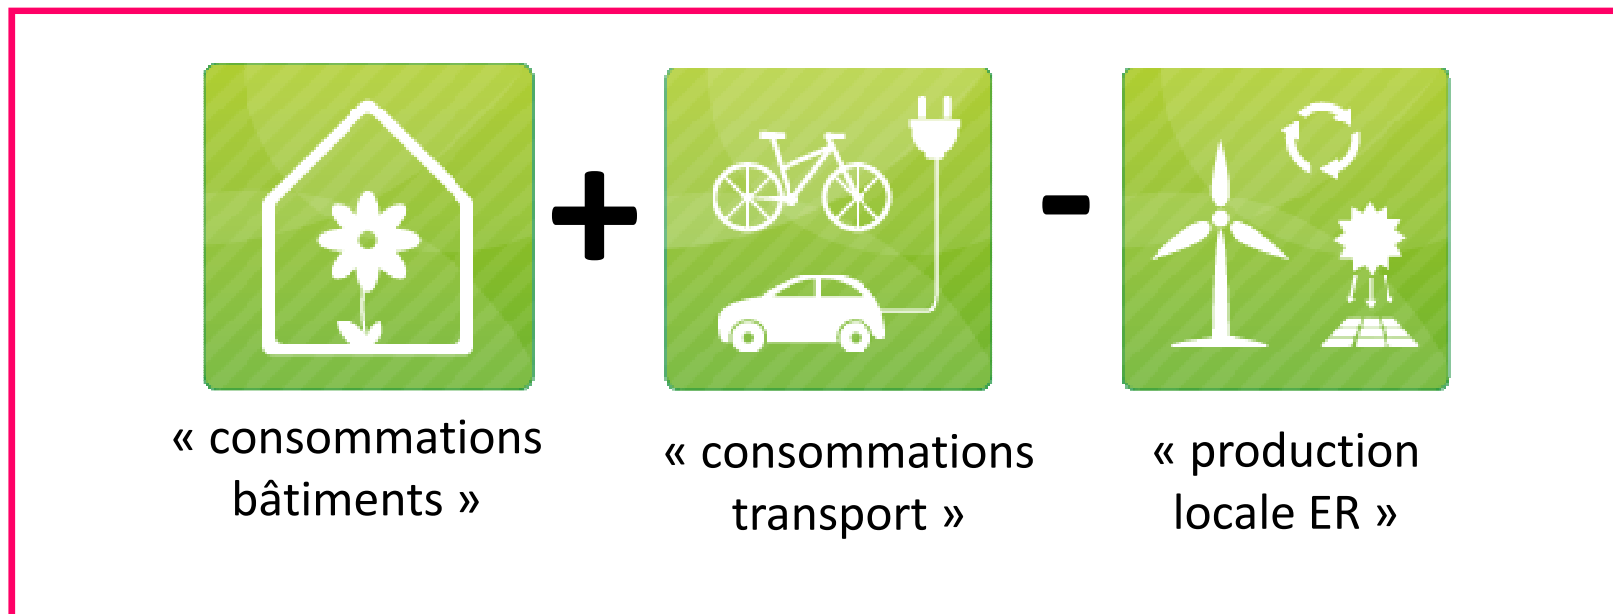 +
-
« consommations
bâtiments »
« consommations
transport »
« production
locale ER »